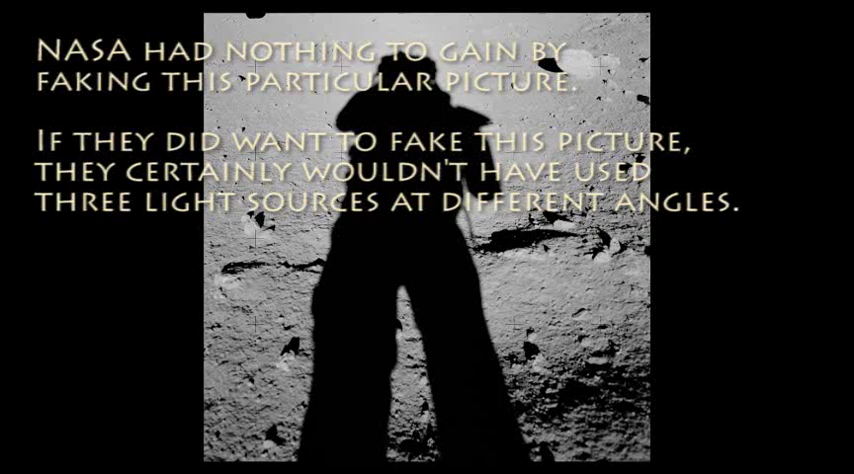 NASA HAD NOTHING TO GAIN BY
FAKING THIS PARTICULAR PICTURE.
IF THEY DID WANT TO FAKE THIS PICTURE,
THEY CERTAINLY WOULDN'T HAVE USED
THREE LIGHT SOURCES AT DIFFERENT ANGLES.